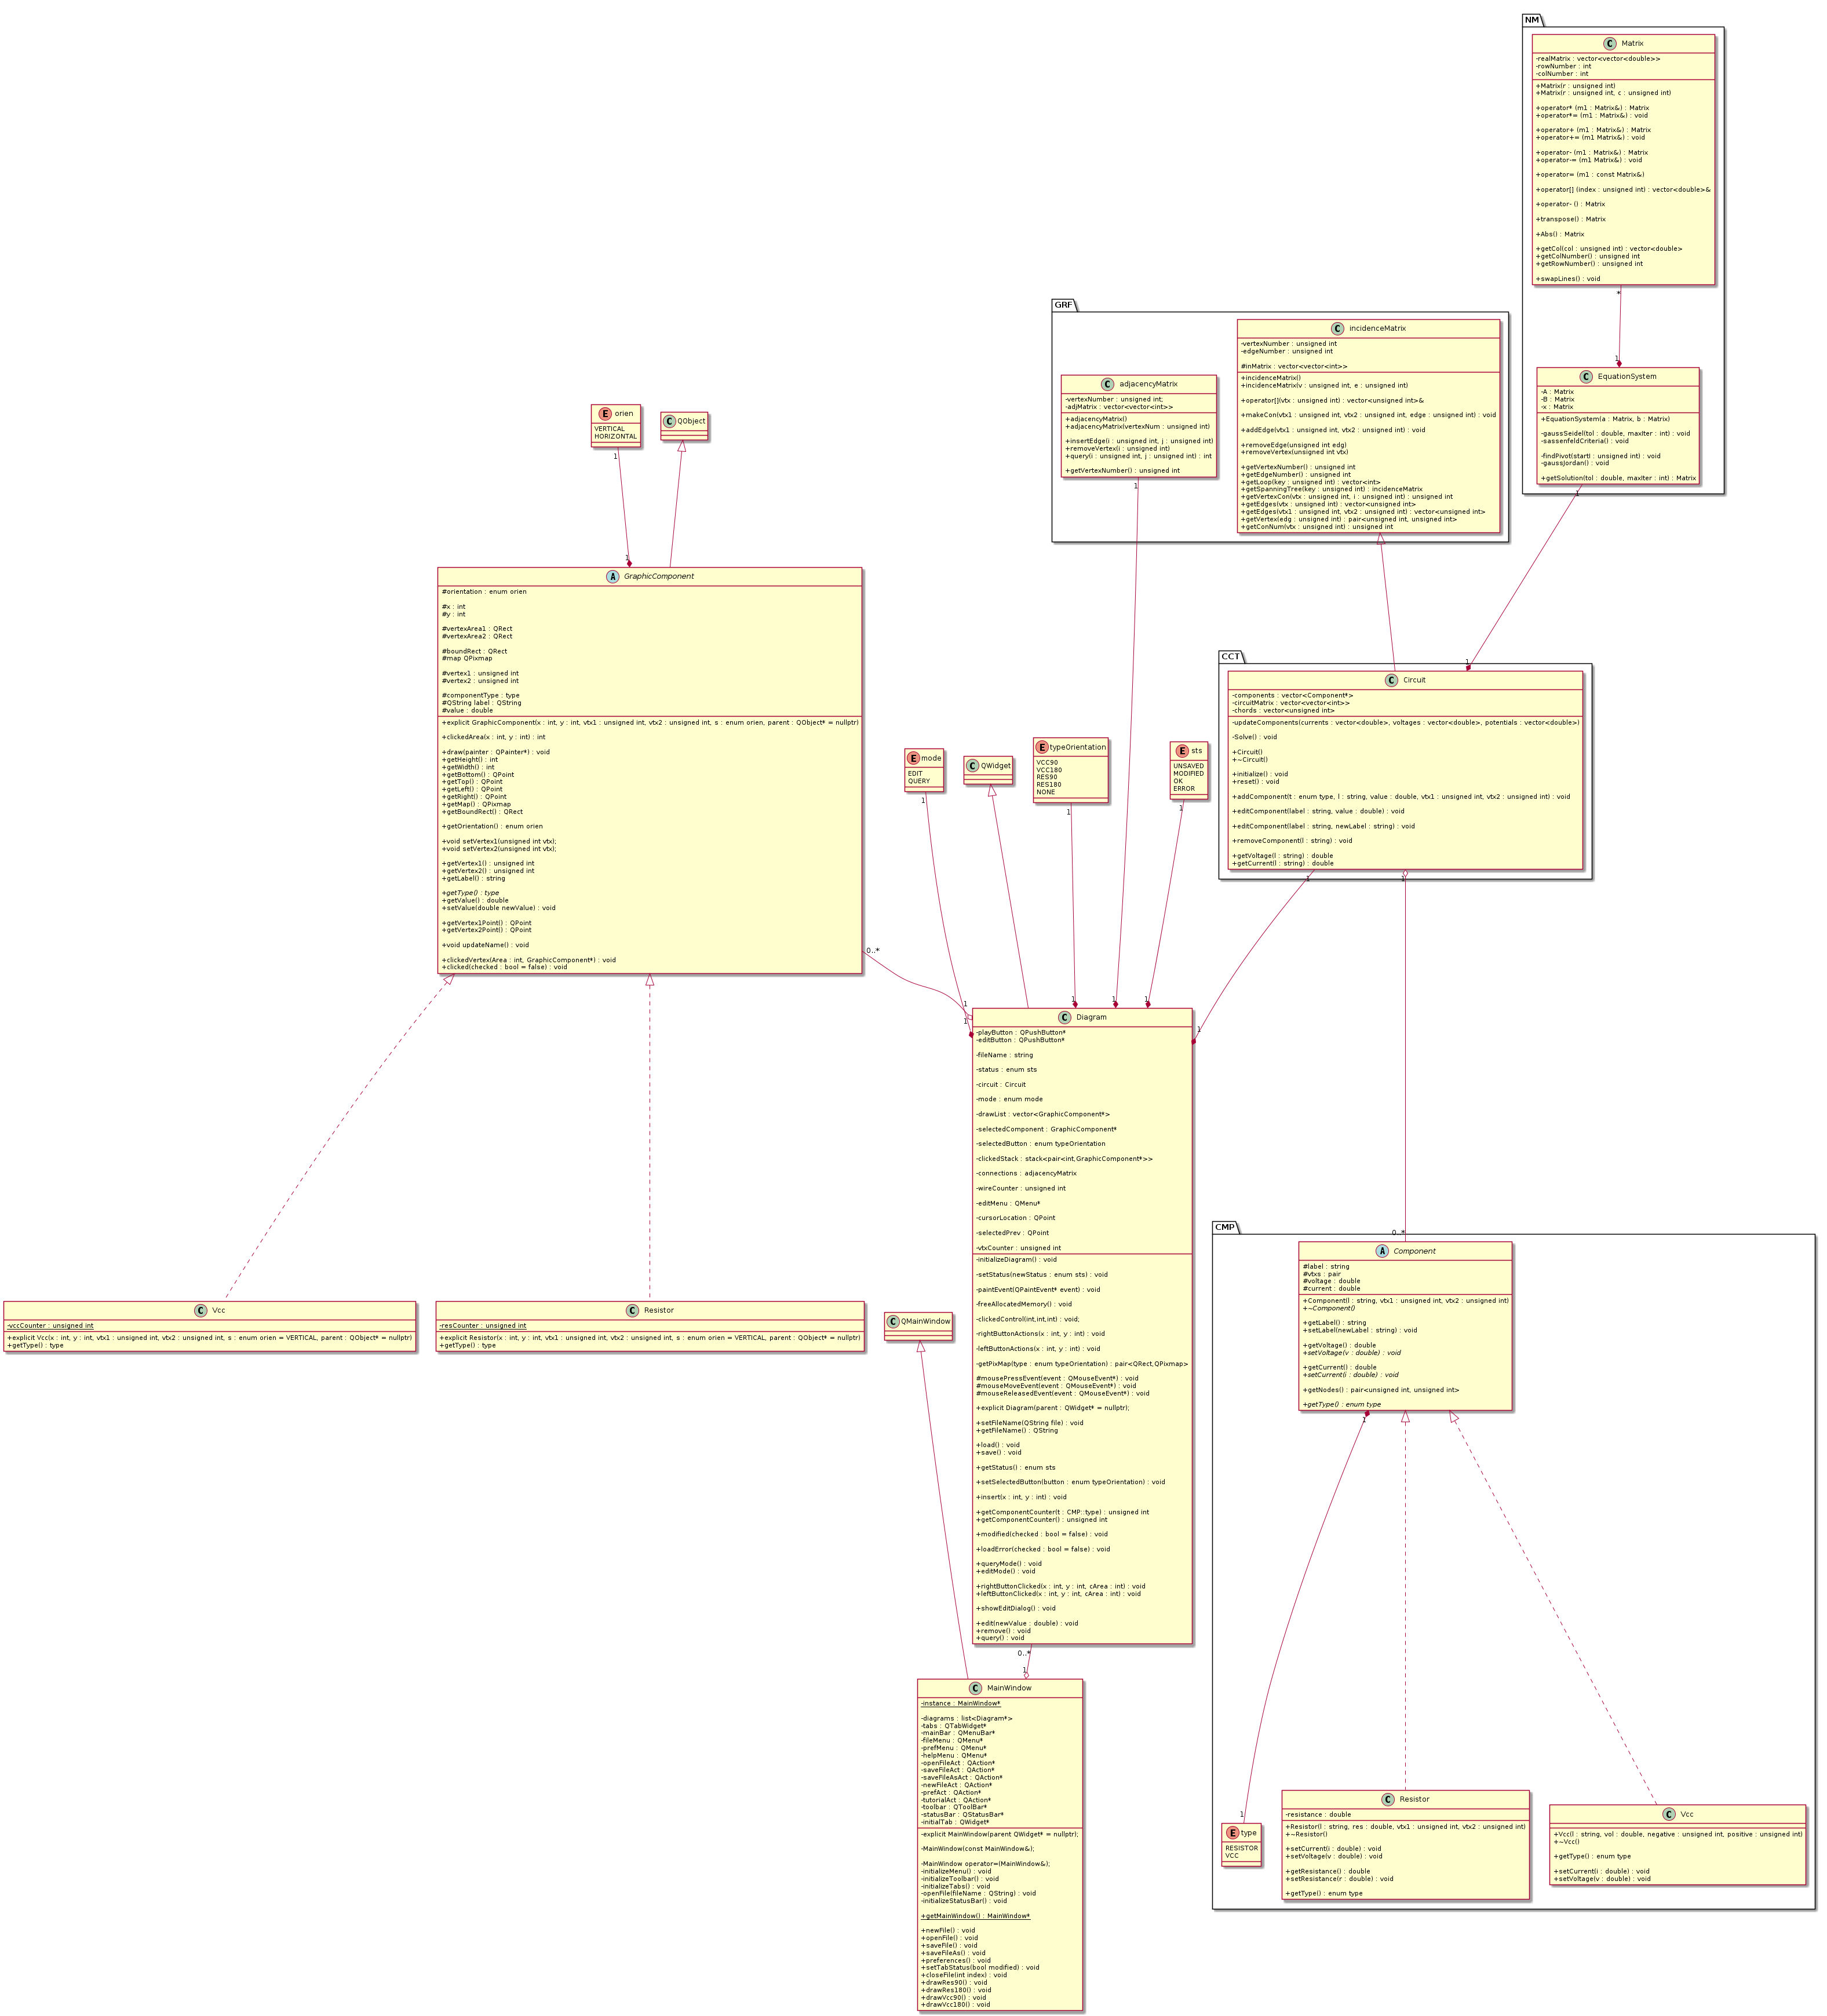 NM
Matrix
-realMatrix : vector<vector<double>>
-rowNumber : int
-colNumber : int
+Matrix(r : unsigned int)
+Matrix(r : unsigned int, c : unsigned int)
+operator* (m1 : Matrix&) : Matrix
+operator*= (m1 : Matrix&) : void
+operator+ (m1 : Matrix&) : Matrix
+operator+= (m1 Matrix&) : void
+operator- (m1 : Matrix&) : Matrix
+operator-= (m1 Matrix&) : void
+operator= (m1 : const Matrix&)
+operator[] (index : unsigned int) : vector<double>&
+operator- () : Matrix
+transpose() : Matrix
+Abs() : Matrix
+getCol(col : unsigned int) : vector<double>
+getColNumber() : unsigned int
+getRowNumber() : unsigned int
+swapLines() : void
*
1
EquationSystem
-A : Matrix
-B : Matrix
-x : Matrix
+EquationSystem(a : Matrix, b : Matrix)
-gaussSeidel(tol : double, maxIter : int) : void
-sassenfeldCriteria() : void
-findPivot(start) : unsigned int) : void
-gaussJordan() : void
+getSolution(tol : double, maxIter : int) : Matrix
1
GRF
incidenceMatrix
-vertexNumber : unsigned int
-edgeNumber : unsigned int
#inMatrix : vector<vector<int>>
+incidenceMatrix()
+incidenceMatrix(v : unsigned int, e : unsigned int)
+operator[](vtx : unsigned int) : vector<unsigned int>&
+makeCon(vtx1 : unsigned int, vtx2 : unsigned int, edge : unsigned int) : void
+addEdge(vtx1 : unsigned int, vtx2 : unsigned int) : void
+removeEdge(unsigned int edg)
+removeVertex(unsigned int vtx)
+getVertexNumber() : unsigned int
+getEdgeNumber() : unsigned int
+getLoop(key : unsigned int) : vector<int>
+getSpanningTree(key : unsigned int) : incidenceMatrix
+getVertexCon(vtx : unsigned int, i : unsigned int) : unsigned int
+getEdges(vtx : unsigned int) : vector<unsigned int>
+getEdges(vtx1 : unsigned int, vtx2 : unsigned int) : vector<unsigned int>
+getVertex(edg : unsigned int) : pair<unsigned int, unsigned int>
+getConNum(vtx : unsigned int) : unsigned int
adjacencyMatrix
-vertexNumber : unsigned int;
-adjMatrix : vector<vector<int>>
+adjacencyMatrix()
+adjacencyMatrix(vertexNum : unsigned int)
+insertEdge(i : unsigned int, j : unsigned int)
+removeVertex(i : unsigned int)
+query(i : unsigned int, j : unsigned int) : int
+getVertexNumber() : unsigned int
1
orien
VERTICAL
HORIZONTAL
1
QObject
1
GraphicComponent
#orientation : enum orien
#x : int
#y : int
#vertexArea1 : QRect
#vertexArea2 : QRect
#boundRect : QRect
#map QPixmap
#vertex1 : unsigned int
#vertex2 : unsigned int
#componentType : type
#QString label : QString
#value : double
+explicit GraphicComponent(x : int, y : int, vtx1 : unsigned int, vtx2 : unsigned int, s : enum orien, parent : QObject* = nullptr)
+clickedArea(x : int, y : int) : int
+draw(painter : QPainter*) : void
+getHeight() : int
+getWidth() : int
+getBottom() : QPoint
+getTop() : QPoint
+getLeft() : QPoint
+getRight() : QPoint
+getMap() : QPixmap
+getBoundRect() : QRect
+getOrientation() : enum orien
+void setVertex1(unsigned int vtx);
+void setVertex2(unsigned int vtx);
+getVertex1() : unsigned int
+getVertex2() : unsigned int
+getLabel() : string
+getType() : type
+getValue() : double
+setValue(double newValue) : void
+getVertex1Point() : QPoint
+getVertex2Point() : QPoint
+void updateName() : void
+clickedVertex(Area : int, GraphicComponent*) : void
+clicked(checked : bool = false) : void
0..*
CCT
1
Circuit
-components : vector<Component*>
-circuitMatrix : vector<vector<int>>
-chords : vector<unsigned int>
-updateComponents(currents : vector<double>, voltages : vector<double>, potentials : vector<double>)
-Solve() : void
+Circuit()
+~Circuit()
+initialize() : void
+reset() : void
+addComponent(t : enum type, l : string, value : double, vtx1 : unsigned int, vtx2 : unsigned int) : void
+editComponent(label : string, value : double) : void
+editComponent(label : string, newLabel : string) : void
+removeComponent(l : string) : void
+getVoltage(l : string) : double
+getCurrent(l : string) : double
1
1
mode
EDIT
QUERY
1
QWidget
typeOrientation
VCC90
VCC180
RES90
RES180
NONE
1
sts
UNSAVED
MODIFIED
OK
ERROR
1
1
1
1
1
1
1
Diagram
-playButton : QPushButton*
-editButton : QPushButton*
-fileName : string
-status : enum sts
-circuit : Circuit
-mode : enum mode
-drawList : vector<GraphicComponent*>
-selectedComponent : GraphicComponent*
-selectedButton : enum typeOrientation
-clickedStack : stack<pair<int,GraphicComponent*>>
-connections : adjacencyMatrix
-wireCounter : unsigned int
-editMenu : QMenu*
-cursorLocation : QPoint
-selectedPrev : QPoint
-vtxCounter : unsigned int
-initializeDiagram() : void
-setStatus(newStatus : enum sts) : void
-paintEvent(QPaintEvent* event) : void
-freeAllocatedMemory() : void
-clickedControl(int,int,int) : void;
-rightButtonActions(x : int, y : int) : void
-leftButtonActions(x : int, y : int) : void
-getPixMap(type : enum typeOrientation) : pair<QRect,QPixmap>
#mousePressEvent(event : QMouseEvent*) : void
#mouseMoveEvent(event : QMouseEvent*) : void
#mouseReleasedEvent(event : QMouseEvent*) : void
+explicit Diagram(parent : QWidget* = nullptr);
+setFileName(QString file) : void
+getFileName() : QString
+load() : void
+save() : void
+getStatus() : enum sts
+setSelectedButton(button : enum typeOrientation) : void
+insert(x : int, y : int) : void
+getComponentCounter(t : CMP::type) : unsigned int
+getComponentCounter() : unsigned int
+modified(checked : bool = false) : void
+loadError(checked : bool = false) : void
+queryMode() : void
+editMode() : void
+rightButtonClicked(x : int, y : int, cArea : int) : void
+leftButtonClicked(x : int, y : int, cArea : int) : void
+showEditDialog() : void
+edit(newValue : double) : void
+remove() : void
+query() : void
0..*
1
Vcc
-vccCounter : unsigned int
+explicit Vcc(x : int, y : int, vtx1 : unsigned int, vtx2 : unsigned int, s : enum orien = VERTICAL, parent : QObject* = nullptr)
+getType() : type
Resistor
-resCounter : unsigned int
+explicit Resistor(x : int, y : int, vtx1 : unsigned int, vtx2 : unsigned int, s : enum orien = VERTICAL, parent : QObject* = nullptr)
+getType() : type
QMainWindow
MainWindow
-instance : MainWindow*
-diagrams : list<Diagram*>
-tabs : QTabWidget*
-mainBar : QMenuBar*
-fileMenu : QMenu*
-prefMenu : QMenu*
-helpMenu : QMenu*
-openFileAct : QAction*
-saveFileAct : QAction*
-saveFileAsAct : QAction*
-newFileAct : QAction*
-prefAct : QAction*
-tutorialAct : QAction*
-toolbar : QToolBar*
-statusBar : QStatusBar*
-initialTab : QWidget*
-explicit MainWindow(parent QWidget* = nullptr);
-MainWindow(const MainWindow&);
-MainWindow operator=(MainWindow&);
-initializeMenu() : void
-initializeToolbar() : void
-initializeTabs() : void
-openFile(fileName : QString) : void
-initializeStatusBar() : void
+getMainWindow() : MainWindow*
+newFile() : void
+openFile() : void
+saveFile() : void
+saveFileAs() : void
+preferences() : void
+setTabStatus(bool modified) : void
+closeFile(int index) : void
+drawRes90() : void
+drawRes180() : void
+drawVcc90() : void
+drawVcc180() : void
CMP
0..*
Component
#label : string
#vtxs : pair
#voltage : double
#current : double
+Component(l : string, vtx1 : unsigned int, vtx2 : unsigned int)
+~Component()
+getLabel() : string
+setLabel(newLabel : string) : void
+getVoltage() : double
+setVoltage(v : double) : void
+getCurrent() : double
+setCurrent(i : double) : void
+getNodes() : pair<unsigned int, unsigned int>
+getType() : enum type
1
1
type
RESISTOR
VCC
Resistor
-resistance : double
+Resistor(l : string, res : double, vtx1 : unsigned int, vtx2 : unsigned int)
+~Resistor()
+setCurrent(i : double) : void
+setVoltage(v : double) : void
+getResistance() : double
+setResistance(r : double) : void
+getType() : enum type
Vcc
+Vcc(l : string, vol : double, negative : unsigned int, positive : unsigned int)
+~Vcc()
+getType() : enum type
+setCurrent(i : double) : void
+setVoltage(v : double) : void